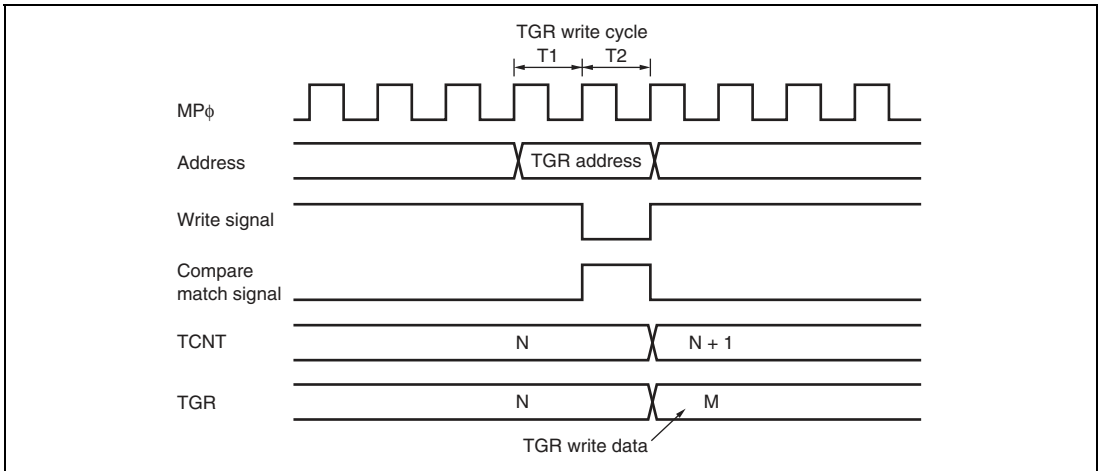 TGR write cycle
T1 T2
MPϕ
Address TGR address
Write signal
Compare
match signal
TCNT N N + 1
TGR N M
TGR write data